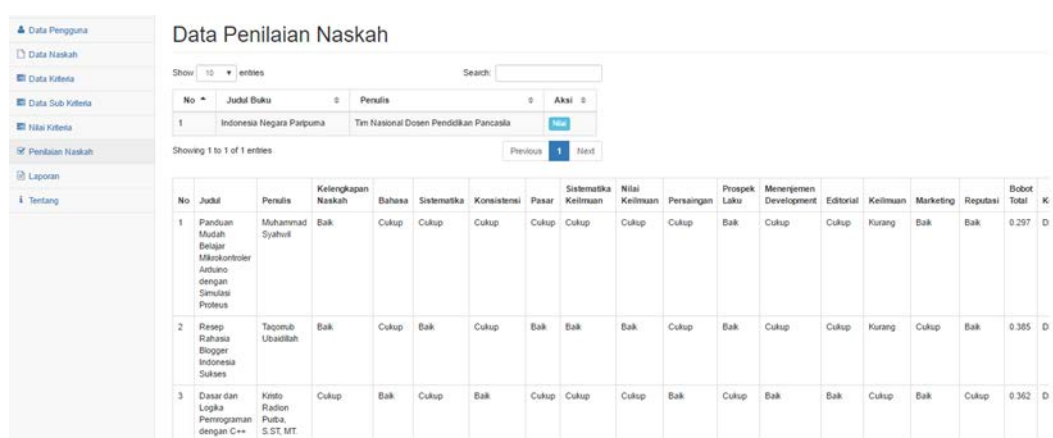 Data Pengguna
Data Naskah
Data Kriteria
Data Sub Kriteria
Nilai Kriteria
Penilaian Naskah
Laporan
Tentang
Data Penilaian Naskah
Show 10 entries Search:
No Judul Buku Penulis Aksi
1 Indonesia Negara Paripuma Tim Nasional Dosen Pendidikan Pancasila Nilai
Showing 1 to 1 of 1 entries Previous 1 Next
No Judul Penulis Kelengkapan Naskah Bahasa Sistematika Konsistensi Pasar Sistematika Keilmuan Nilai Keilmuan Persaingan Prospek Laku Menenjemen Development Editorial Keilmuan Marketing Reputasi Bobot Total K
1 Panduan Mudah Belajar Mikrokontroler Arduino dengan Simulasi Proteus Muhammad Syahwil Baik Cukup Cukup Cukup Cukup Cukup Cukup Cukup Baik Cukup Cukup Kurang Baik Baik 0.297 D
2 Resep Rahasia Blogger Indonesia Sukses Taqorrub Ubaidillah Baik Cukup Baik Cukup Baik Baik Baik Cukup Baik Cukup Cukup Kurang Cukup Baik 0.385 D
3 Dasar dan Logika Pemrograman dengan C++ Kristo Radion Purba, S.ST, MT. Cukup Baik Cukup Baik Cukup Cukup Cukup Baik Cukup Baik Baik Cukup Baik Cukup 0.362 D